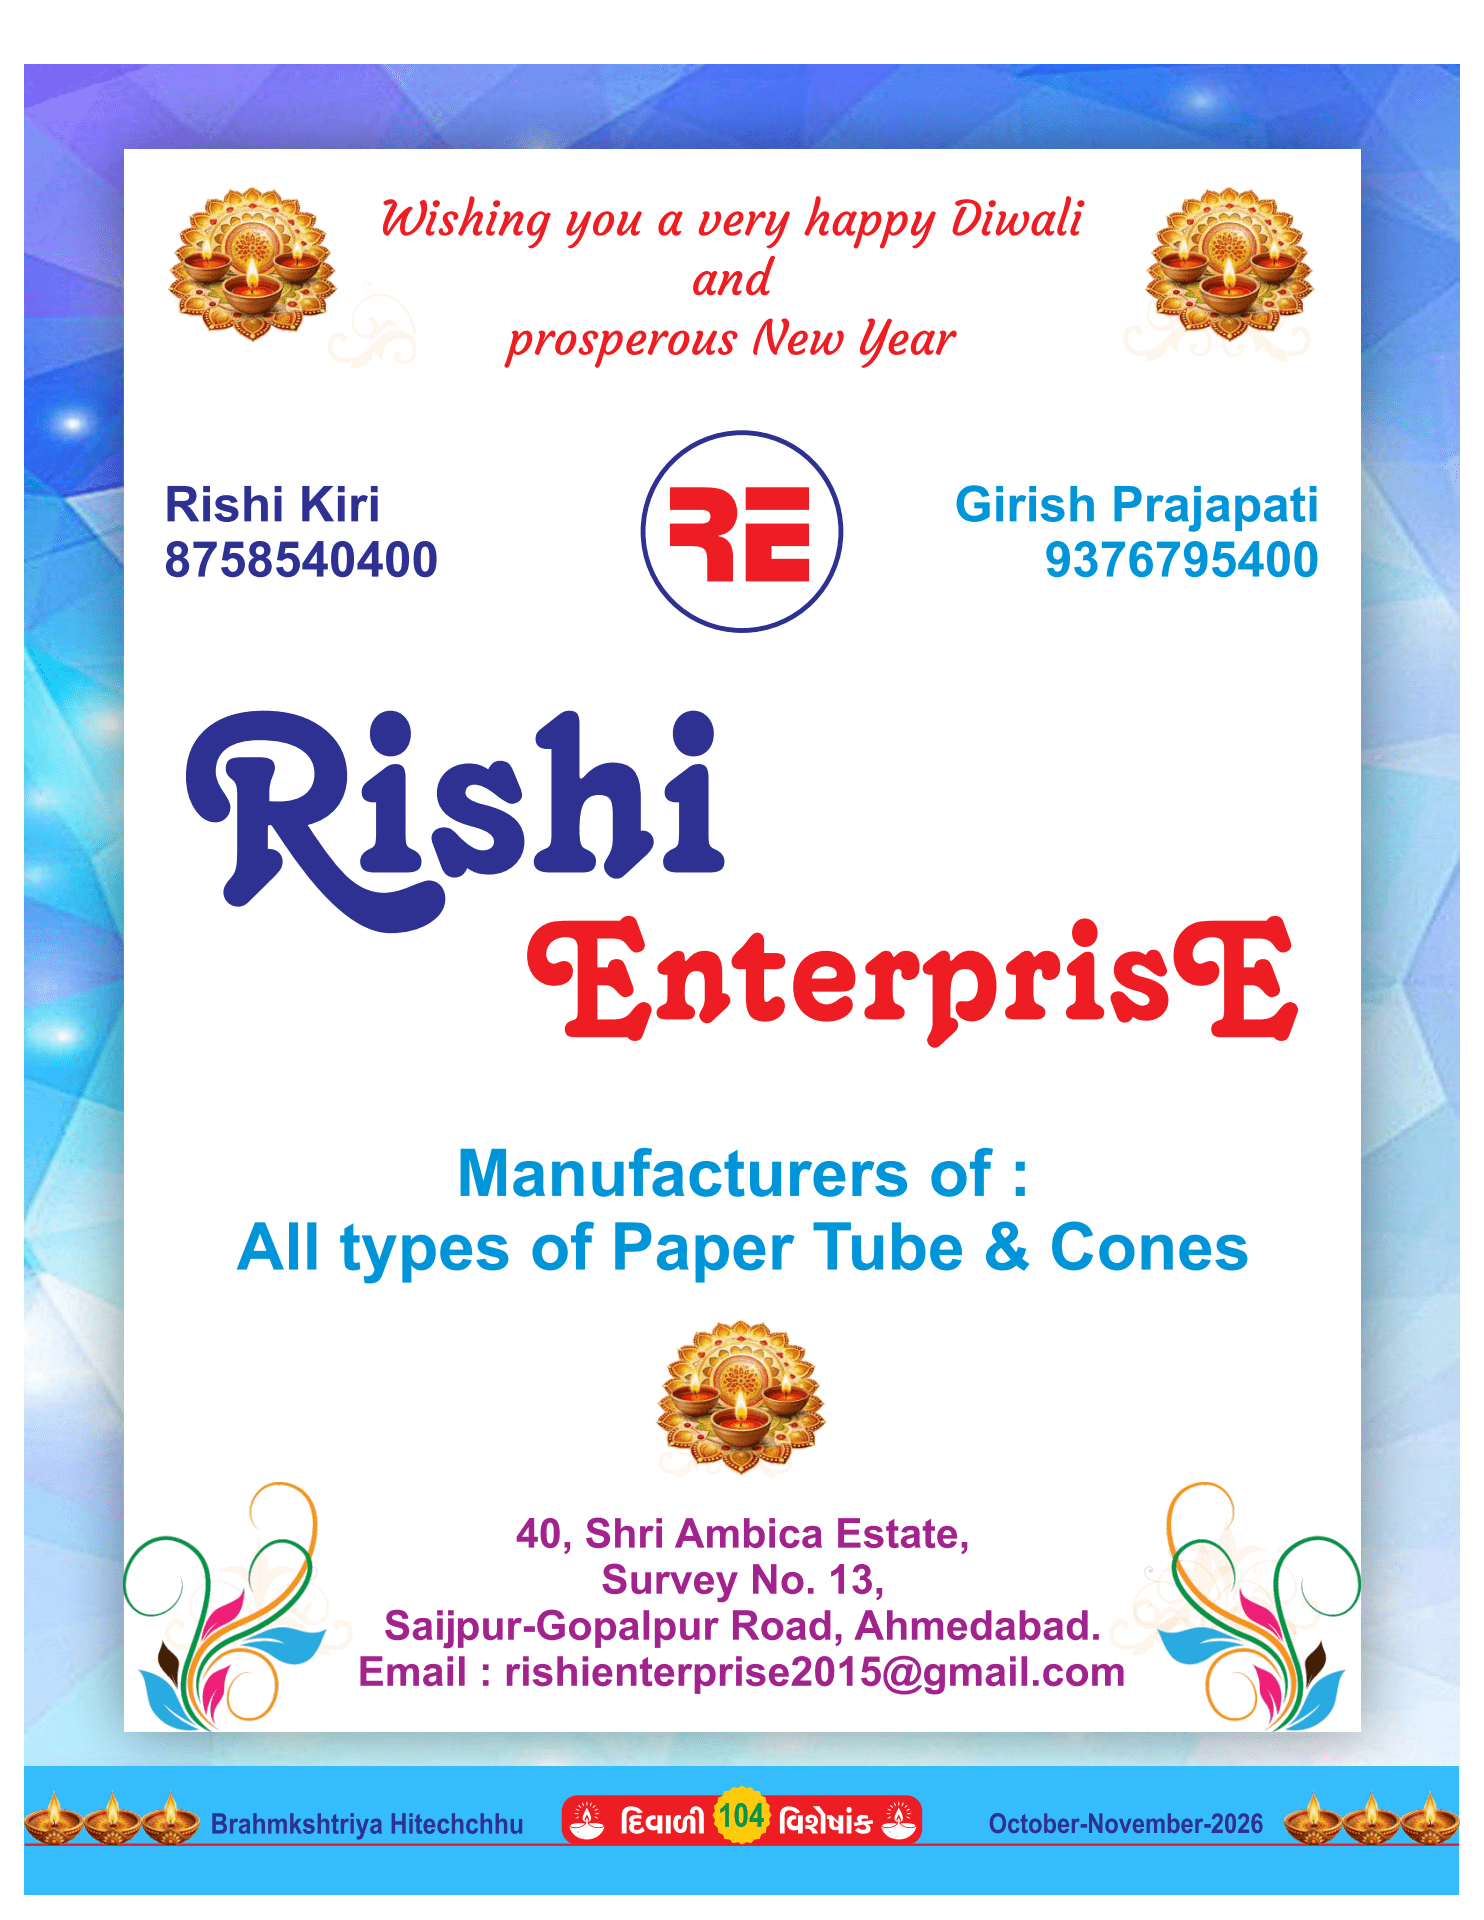 Wishing you a very happy Diwali
and
prosperous New Year
Rishi Kiri
8758540400
RE
Girish Prajapati
9376795400
Rishi
EnterprisE
Manufacturers of :
All types of Paper Tube & Cones
40, Shri Ambica Estate,
Survey No. 13,
Saijpur-Gopalpur Road, Ahmedabad.
Email : rishienterprise2015@gmail.com
Brahmkshtriya Hitechchhu
દિવાળી 104 વિશેષાંક
October-November-2026